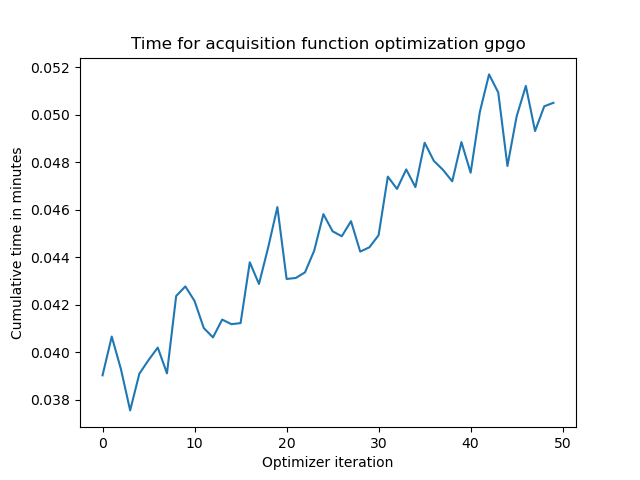 Time for acquisition function optimization gpgo
0.052
0.050
0.048
0.046
0.044
0.042
0.040
0.038
Cumulative time in minutes
0 10 20 30 40 50
Optimizer iteration